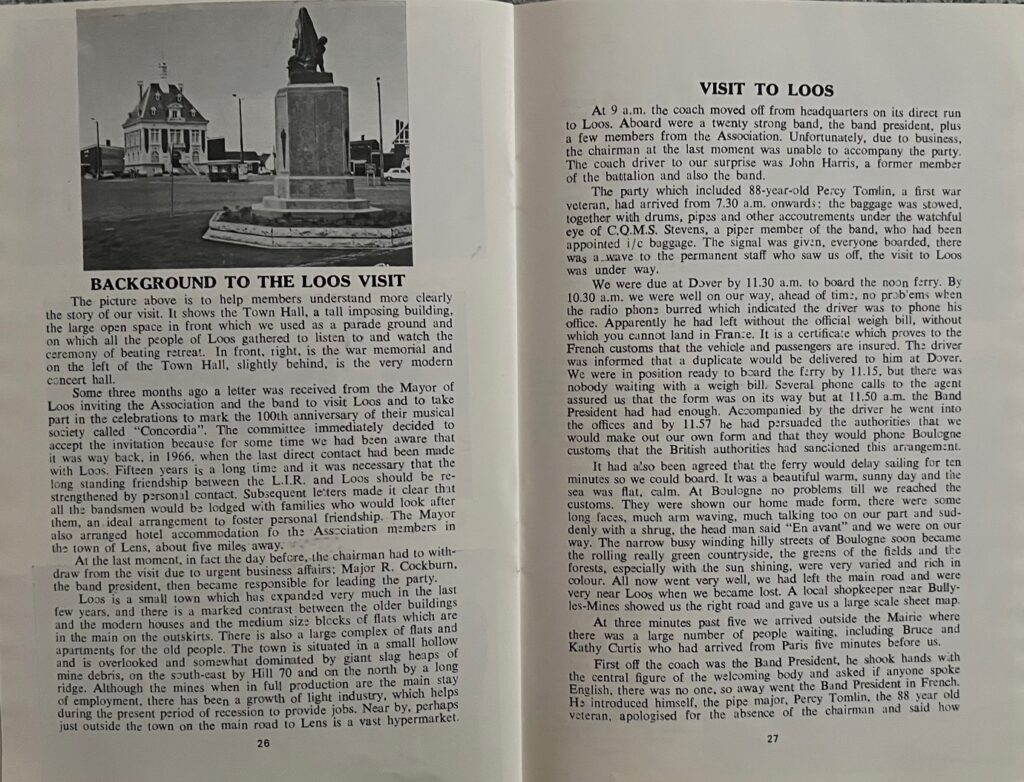 BACKGROUND TO THE LOOS VISIT
The picture above is to help members understand more clearly
the story of our visit. It shows the Town Hall, a tall imposing building,
the large open space in front which we used as a parade ground and
on which all the people of Loos gathered to listen to and watch the
ceremony of beating retreat. In front, right, is the war memorial and
on the left of the Town Hall, slightly behind, is the very modern
concert hall.
Some three months ago a letter was received from the Mayor of
Loos inviting the Association and the band to visit Loos and to take
part in the celebrations to mark the 100th anniversary of their musical
society called "Concordia". The committee immediately decided to
accept the invitation because for some time we had been aware that
it was way back, in 1966, when the last direct contact had been made
with Loos. Fifteen years is a long time and it was necessary that the
long standing friendship between the L.I.R. and Loos should be re-
strengthened by personal contact. Subsequent letters made it clear that
all the bandsmen would be lodged with families who would look after
them, an ideal arrangement to foster personal friendship. The Mayor
also arranged hotel accommodation fo the Association members in
the town of Lens, about five miles away.
At the last moment, in fact the day before, the chairman had to with-
draw from the visit due to urgent business affairs; Major R. Cockburn,
the band president, then became responsible for leading the party.
Loos is a small town which has expanded very much in the last
few years, and there is a marked contrast between the older buildings
and the modern houses and the medium size blocks of flats which are
in the main on the outskirts. There is also a large complex of flats and
apartments for the old people. The town is situated in a small hollow
and is overlooked and somewhat dominated by giant slag heaps of
mine debris, on the south-east by Hill 70 and on the north by a long
ridge. Although the mines when in full production are the main stay
of employment, there has been a growth of light industry, which helps
during the present period of recession to provide jobs. Near by, perhaps
just outside the town on the main road to Lens is a vast hypermarket.
26
VISIT TO LOOS
At 9 a.m. the coach moved off from headquarters on its direct run
to Loos. Aboard were a twenty strong band, the band president, plus
a few members from the Association. Unfortunately, due to business,
the chairman at the last moment was unable to accompany the party.
The coach driver to our surprise was John Harris, a former member
of the battalion and also the band.
The party which included 88-year-old Percy Tomlin, a first war
veteran, had arrived from 7.30 a.m. onwards: the baggage was stowed,
together with drums, pipes and other accoutrements under the watchful
eye of C.Q.M.S. Stevens, a piper member of the band, who had been
appointed i/c baggage. The signal was given, everyone boarded, there
was a wave to the permanent staff who saw us off, the visit to Loos
was under way.
We were due at Dover by 11.30 a.m. to board the noon ferry. By
10.30 a.m. we were well on our way, ahead of time, no problems when
the radio phone burred which indicated the driver was to phone his
office. Apparently he had left without the official weigh bill, without
which you cannot land in France. It is a certificate which proves to the
French customs that the vehicle and passengers are insured. The driver
was informed that a duplicate would be delivered to him at Dover.
We were in position ready to board the ferry by 11.15, but there was
nobody waiting with a weigh bill. Several phone calls to the agent
assured us that the form was on its way but at 11.50 a.m. the Band
President had had enough. Accompanied by the driver he went into
the offices and by 11.57 he had persuaded the authorities that we
would make out our own form and that they would phone Boulogne
customs that the British authorities had sanctioned this arrangement.
It had also been agreed that the ferry would delay sailing for ten
minutes so we could board. It was a beautiful warm, sunny day and the
sea was flat, calm. At Boulogne no problems till we reached the
customs. They were shown our home made form, there were some
long faces, much arm waving, much talking too on our part and sud-
denly with a shrug, the head man said "En avant" and we were on our
way. The narrow busy winding hilly streets of Boulogne soon became
the rolling really green countryside, the greens of the fields and the
forests, especially with the sun shining, were very varied and rich in
colour. All now went very well, we had left the main road and were
very near Loos when we became lost. A local shopkeeper near Bully-
les-Mines showed us the right road and gave us a large scale sheet map.
At three minutes past five we arrived outside the Mairie where
there was a large number of people waiting, including Bruce and
Kathy Curtis who had arrived from Paris five minutes before us.
First off the coach was the Band President, he shook hands with
the central figure of the welcoming body and asked if anyone spoke
English, there was no one, so away went the Band President in French.
He introduced himself, the pipe major, Percy Tomlin, the 88 year old
veteran, apologised for the absence of the chairman and said how
27